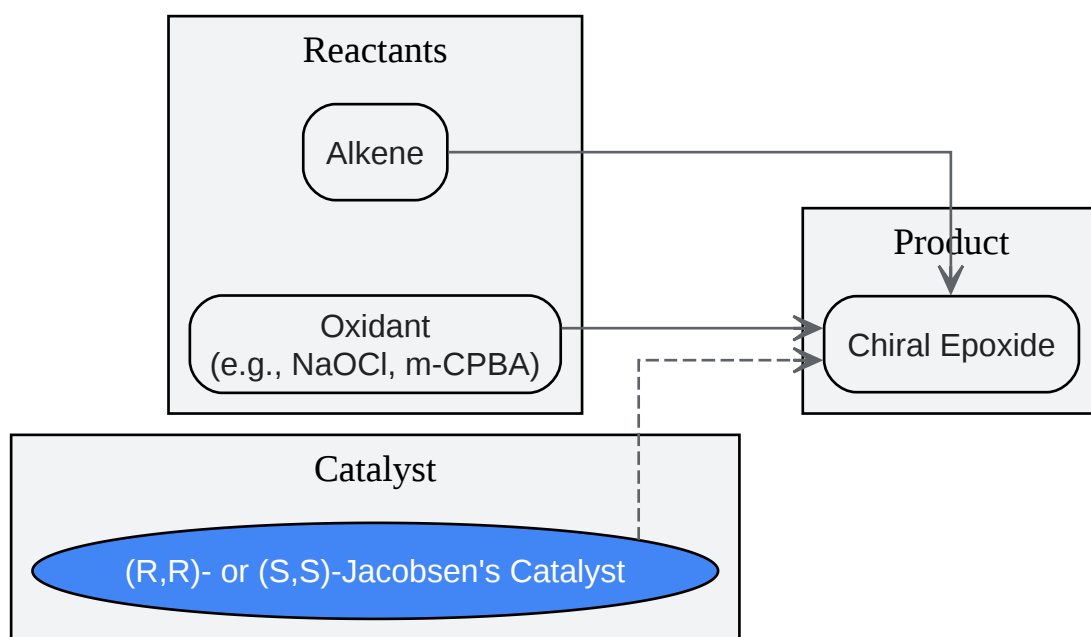 Reactants
Alkene
Oxidant
(e.g., NaOCl, m-CPBA)
Product
Chiral Epoxide
Catalyst
(R,R)- or (S,S)-Jacobsen's Catalyst